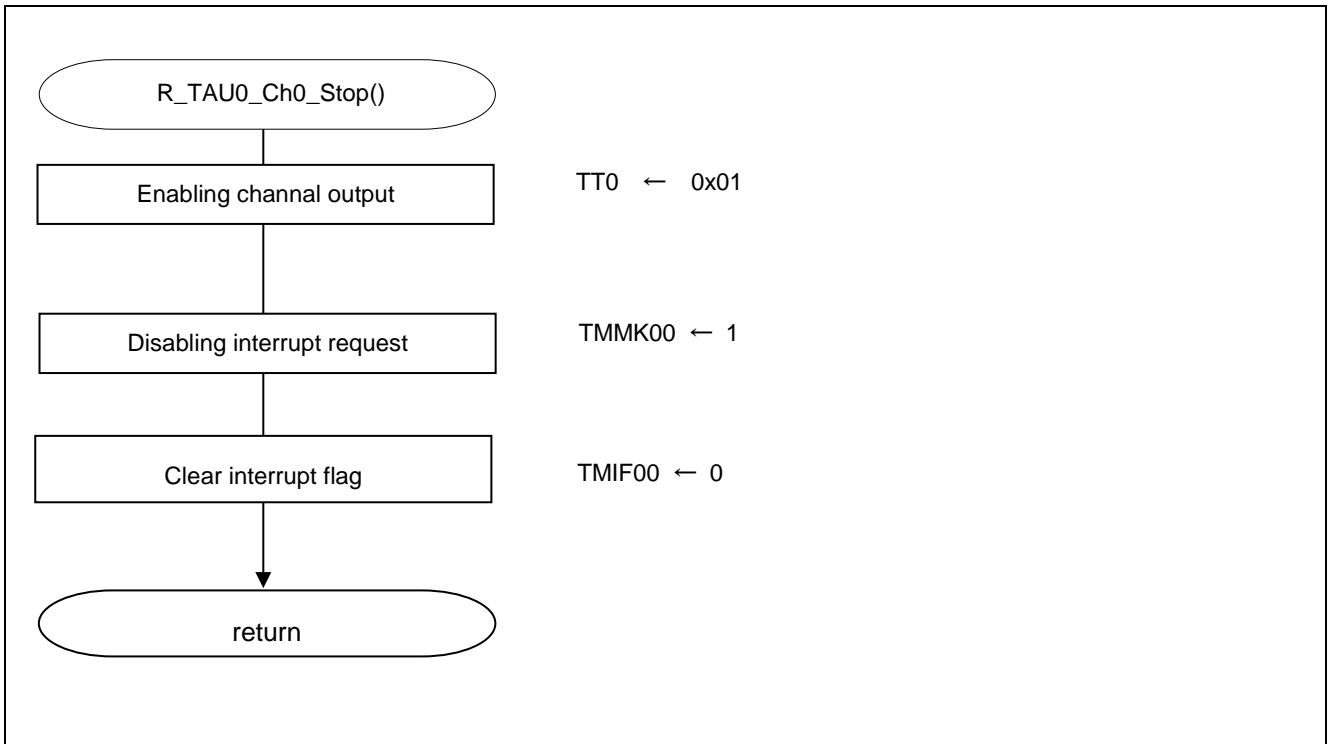 R_TAU0_Ch0_Stop()
Enabling channal output
TT0 ← 0x01
Disabling interrupt request
TMMK00 ← 1
Clear interrupt flag
TMIF00 ← 0
return